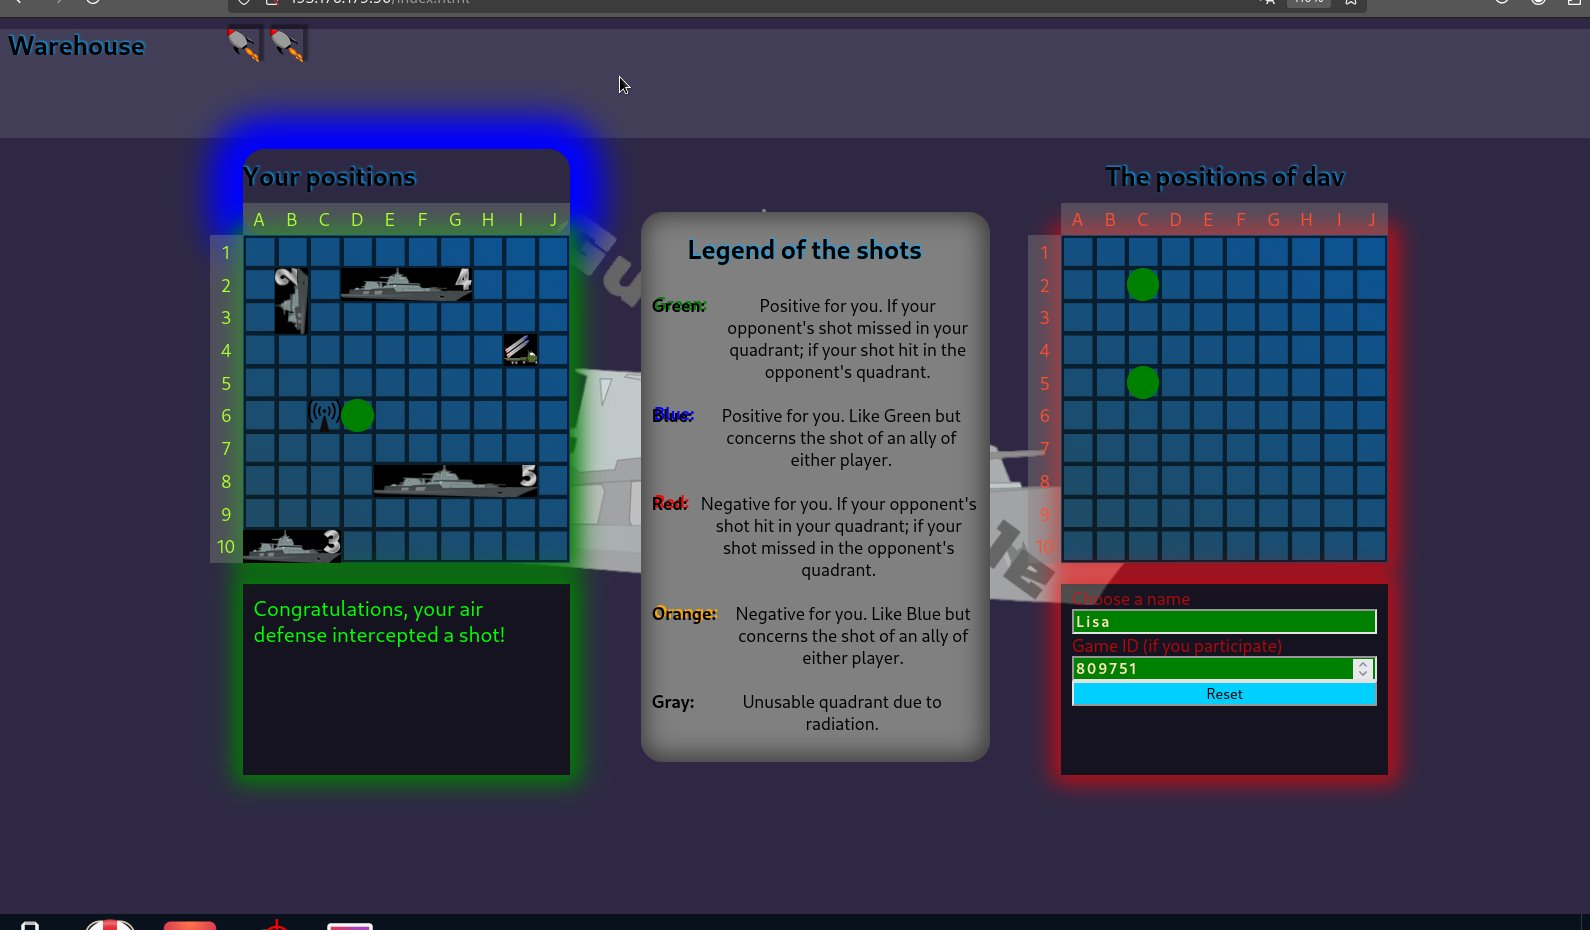 Warehouse
Your positions
A B C D E F G H I J
1
2
2 4
3
4
5
6
7
8 5
9
10 3
Congratulations, your air
defense intercepted a shot!
Legend of the shots
Green: Positive for you. If your
opponent's shot missed in your
quadrant; if your shot hit in the
opponent's quadrant.
Blue: Positive for you. Like Green but
concerns the shot of an ally of
either player.
Red: Negative for you. If your opponent's
shot hit in your quadrant; if your
shot missed in the opponent's
quadrant.
Orange: Negative for you. Like Blue but
concerns the shot of an ally of
either player.
Gray: Unusable quadrant due to
radiation.
The positions of dav
A B C D E F G H I J
1
2
3
4
5
6
7
8
9
10
Choose a name
Lisa
Game ID (if you participate)
809751
Reset